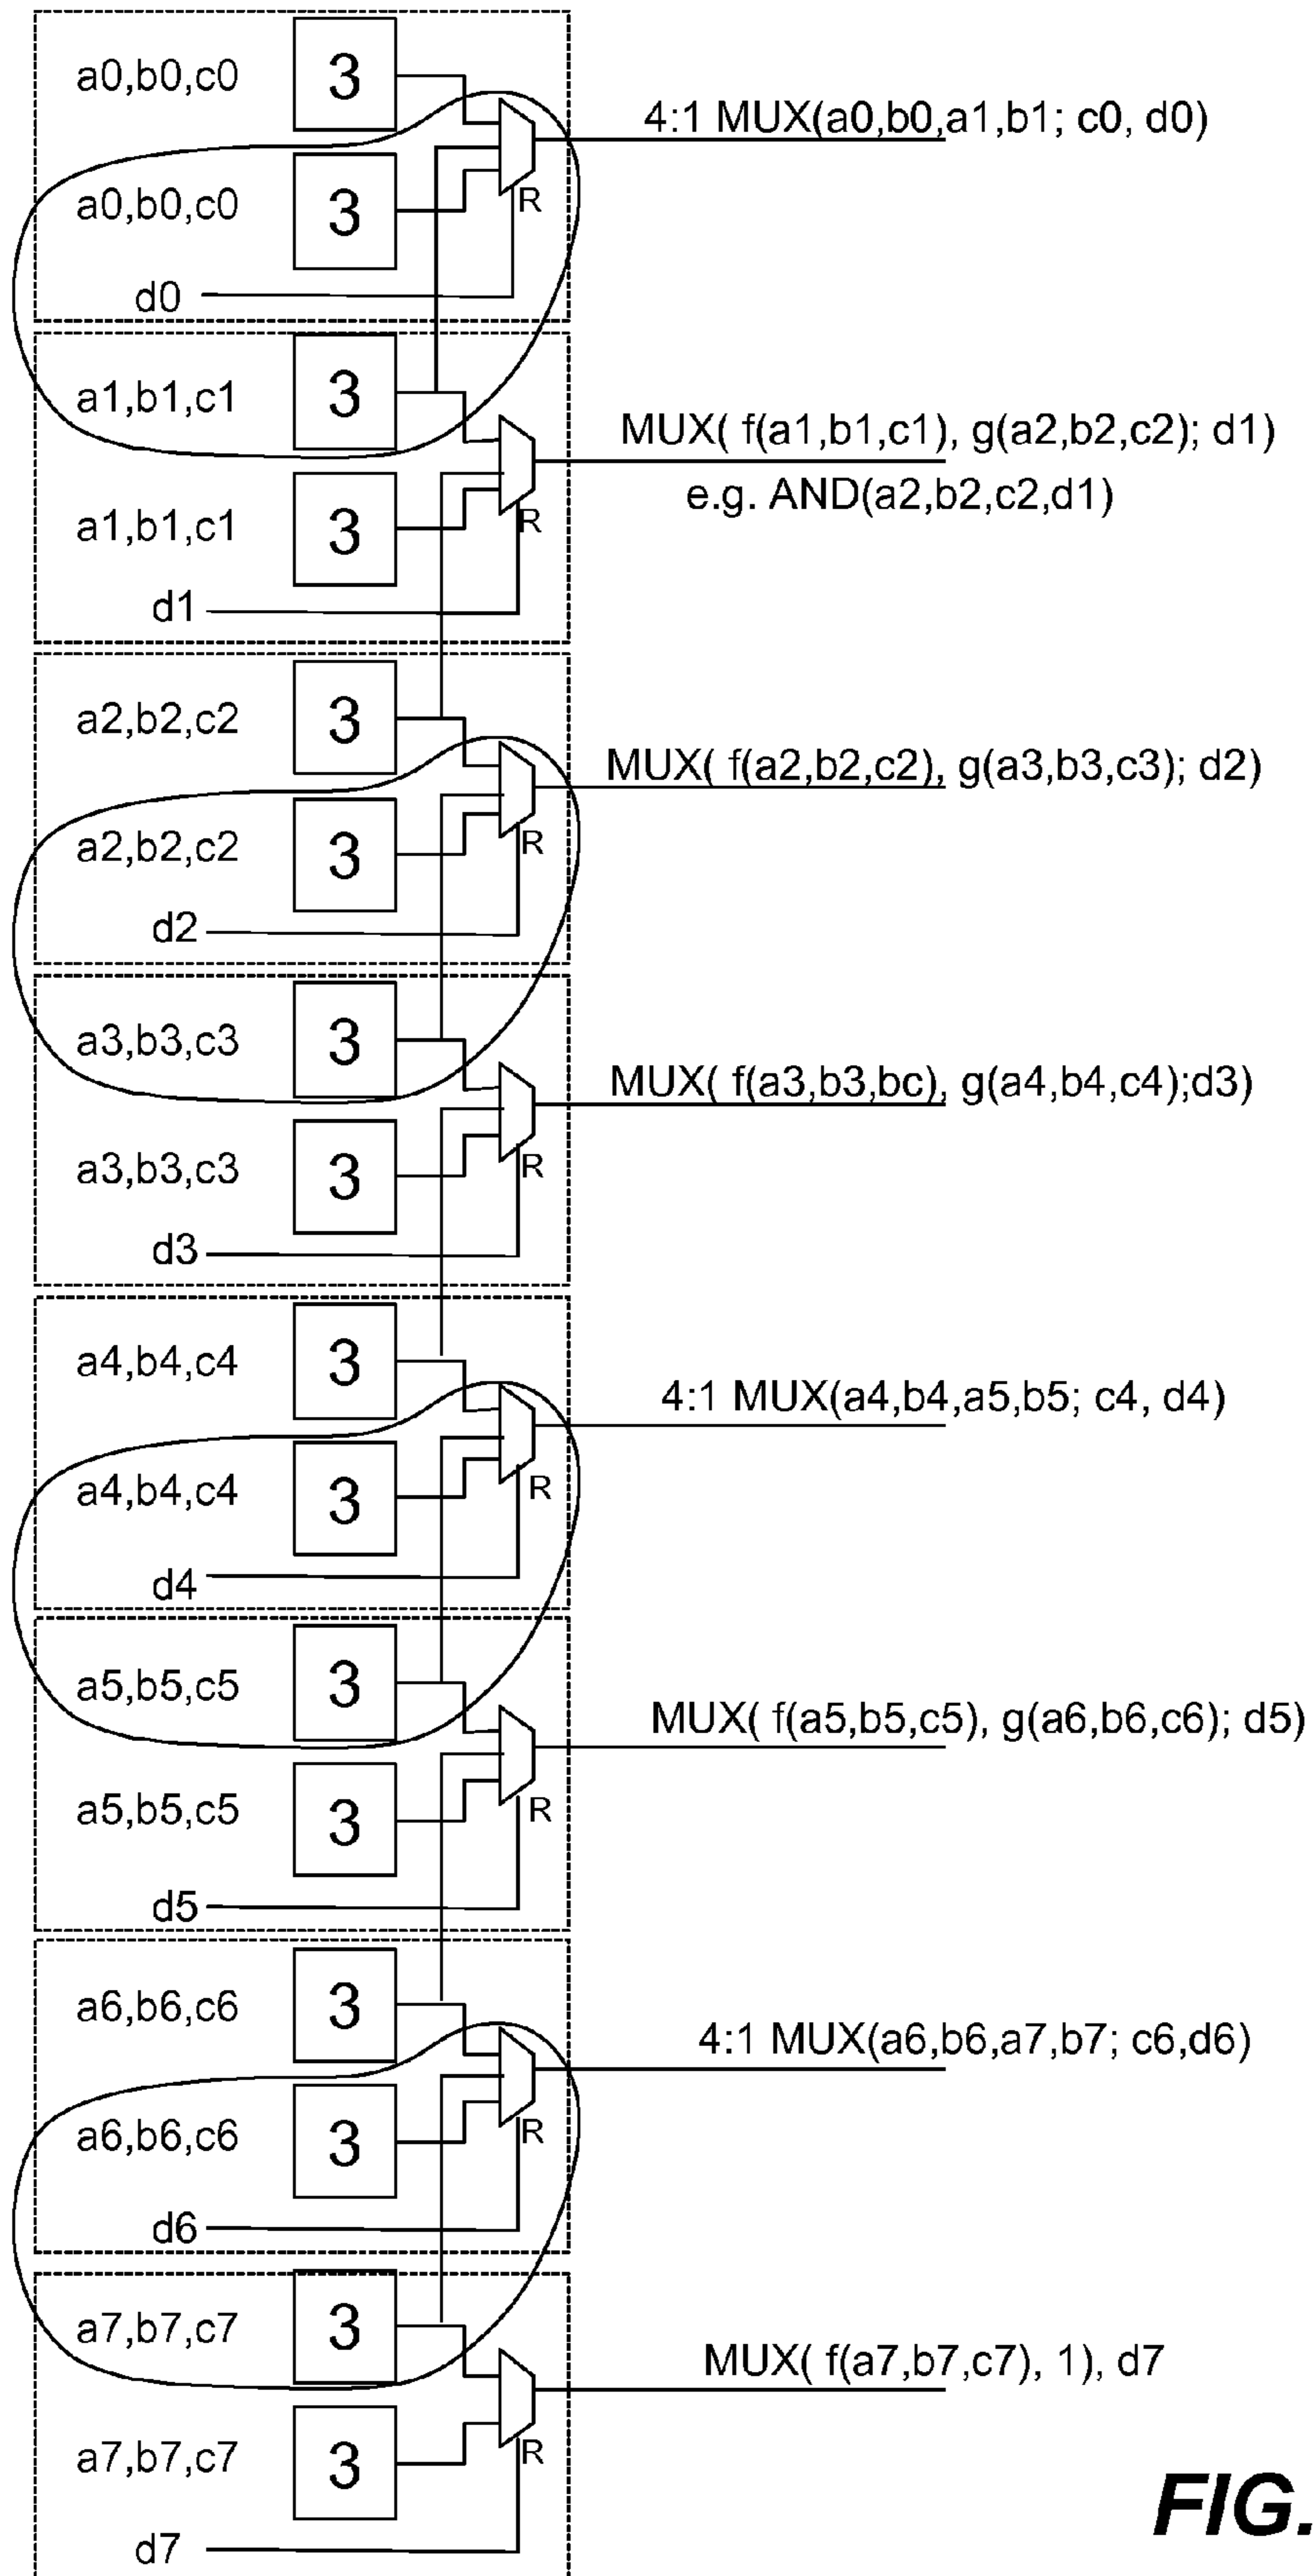 a0,b0,c0 3
4:1 MUX(a0,b0,a1,b1; c0, d0)
a0,b0,c0 3
R
d0
a1,b1,c1 3
MUX( f(a1,b1,c1), g(a2,b2,c2); d1)
e.g. AND(a2,b2,c2,d1)
a1,b1,c1 3
R
d1
a2,b2,c2 3
MUX( f(a2,b2,c2), g(a3,b3,c3); d2)
a2,b2,c2 3
R
d2
a3,b3,c3 3
MUX( f(a3,b3,bc), g(a4,b4,c4);d3)
a3,b3,c3 3
R
d3
a4,b4,c4 3
4:1 MUX(a4,b4,a5,b5; c4, d4)
a4,b4,c4 3
R
d4
a5,b5,c5 3
MUX( f(a5,b5,c5), g(a6,b6,c6); d5)
a5,b5,c5 3
R
d5
a6,b6,c6 3
4:1 MUX(a6,b6,a7,b7; c6,d6)
a6,b6,c6 3
R
d6
a7,b7,c7 3
MUX( f(a7,b7,c7), 1), d7
a7,b7,c7 3
R
d7
FIG.